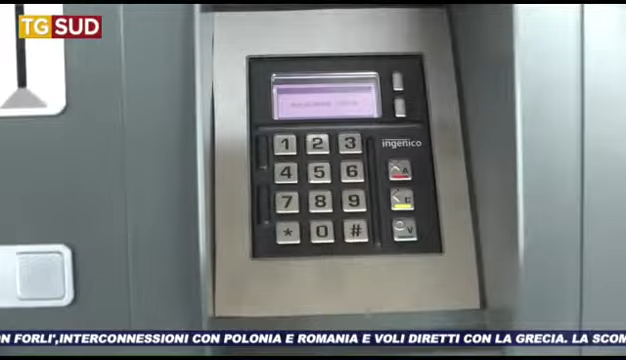 TG SUD
ingenico
1 2 3
4 5 6
7 8 9
* 0 #
ON FORLI',INTERCONNESSIONI CON POLONIA E ROMANIA E VOLI DIRETTI CON LA GRECIA. LA SCOM